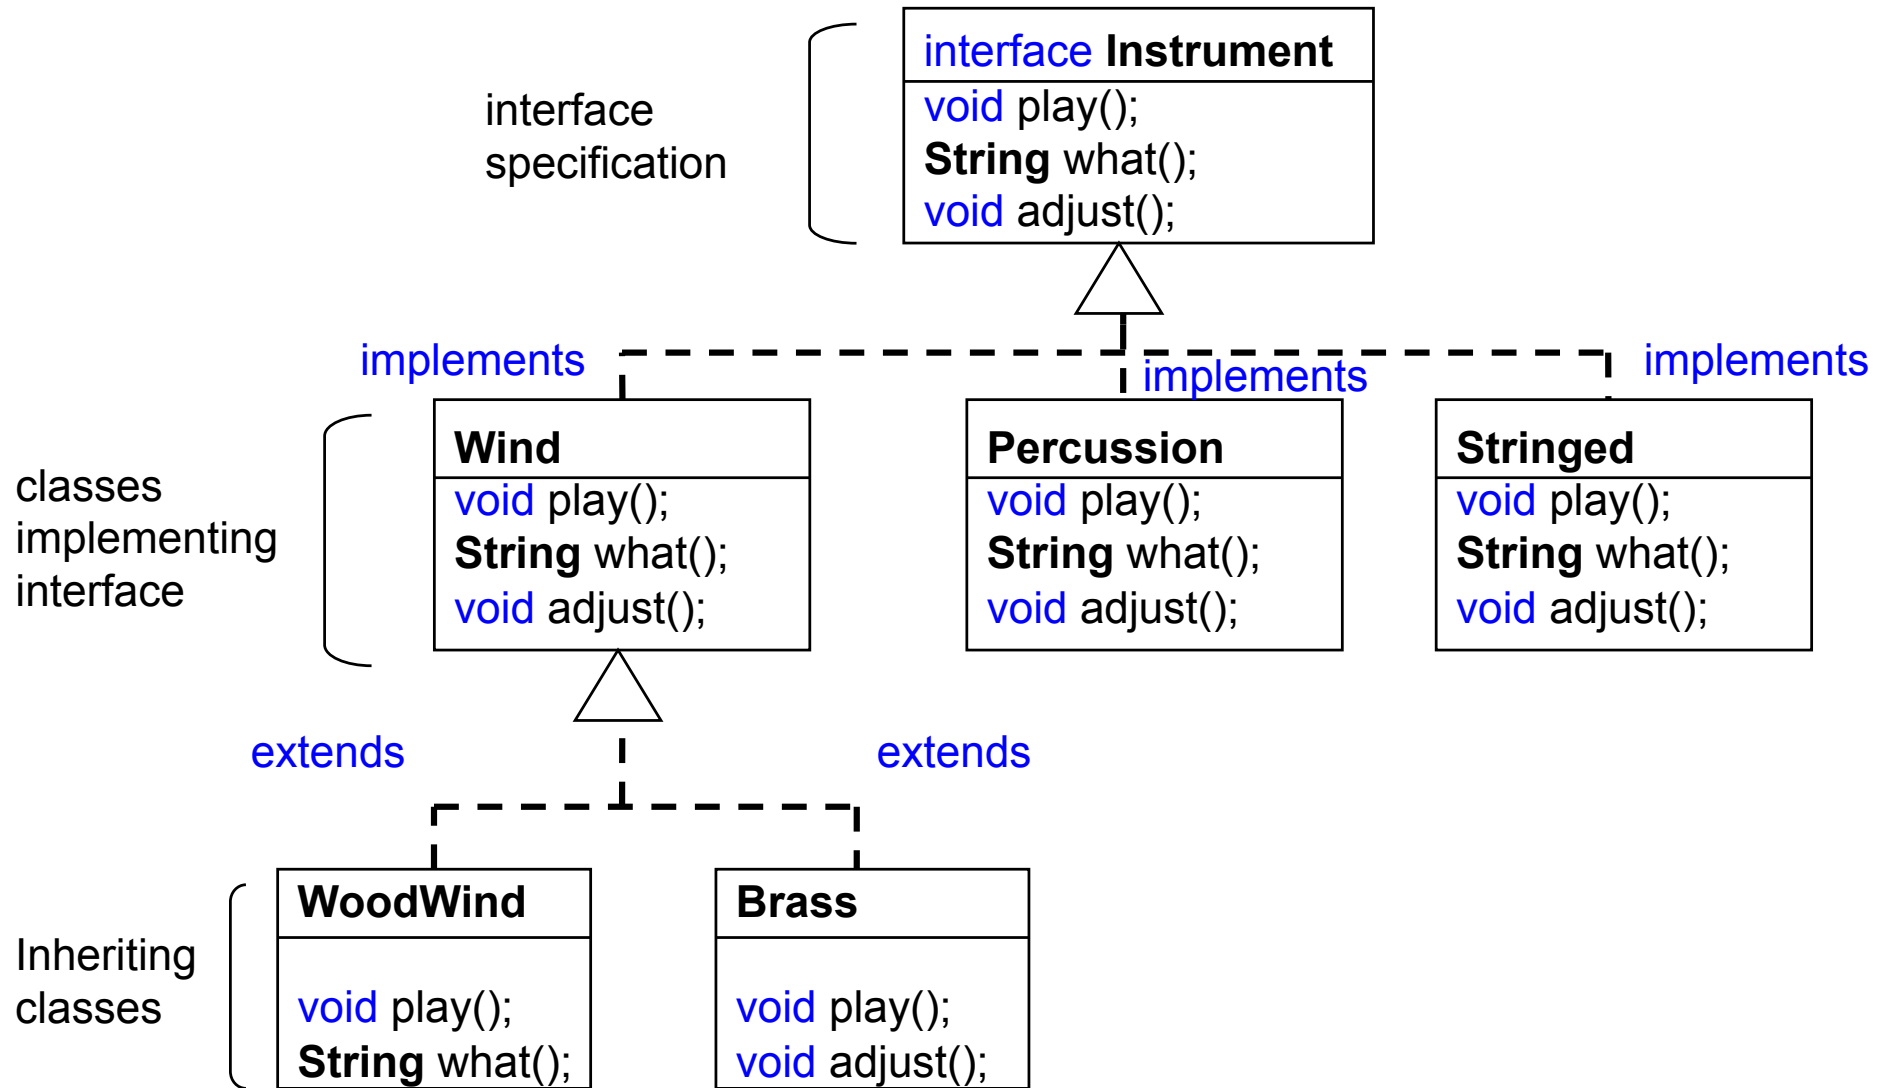 interface Instrument
void play();
String what();
void adjust();
interface
specification
implements
implements
implements
classes
implementing
interface
Wind
void play();
String what();
void adjust();
Percussion
void play();
String what();
void adjust();
Stringed
void play();
String what();
void adjust();
extends
extends
Inheriting
classes
WoodWind
void play();
String what();
Brass
void play();
void adjust();